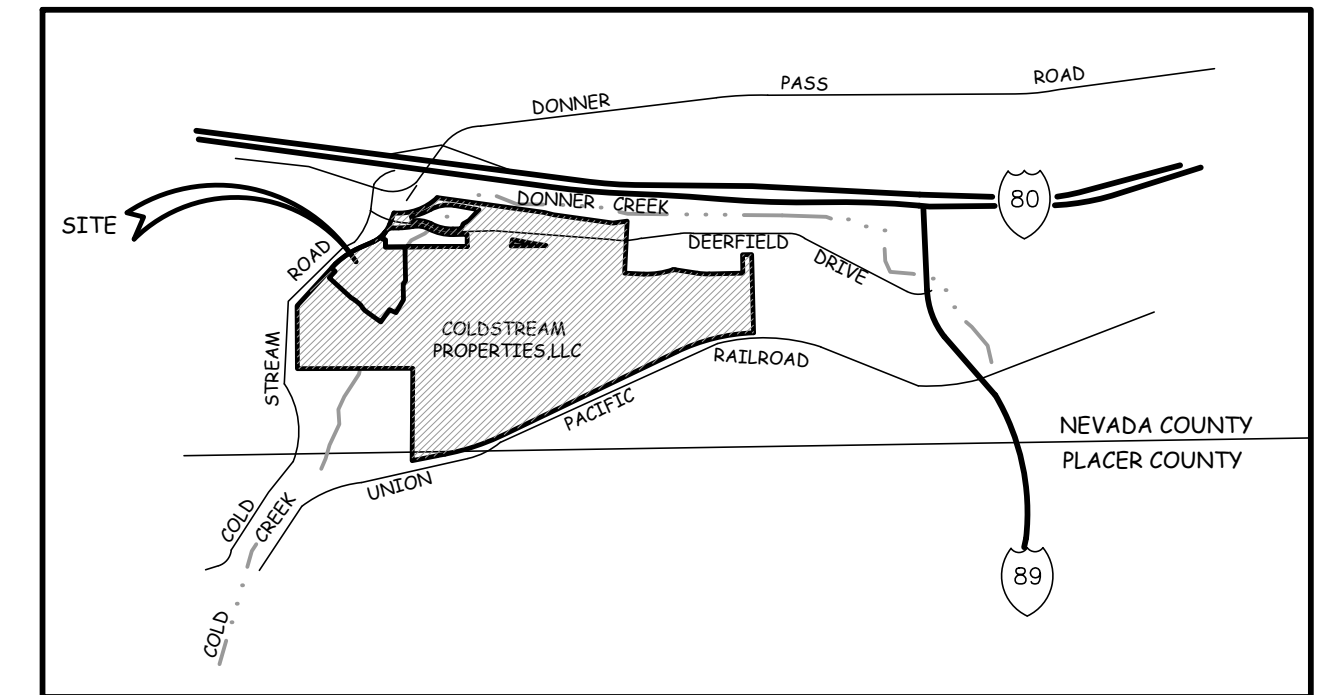 DONNER PASS ROAD
80
SITE
DONNER CREEK
DEERFIELD DRIVE
COLD STREAM ROAD
COLDSTREAM
PROPERTIES,LLC
UNION PACIFIC RAILROAD
NEVADA COUNTY
PLACER COUNTY
COLD CREEK
89